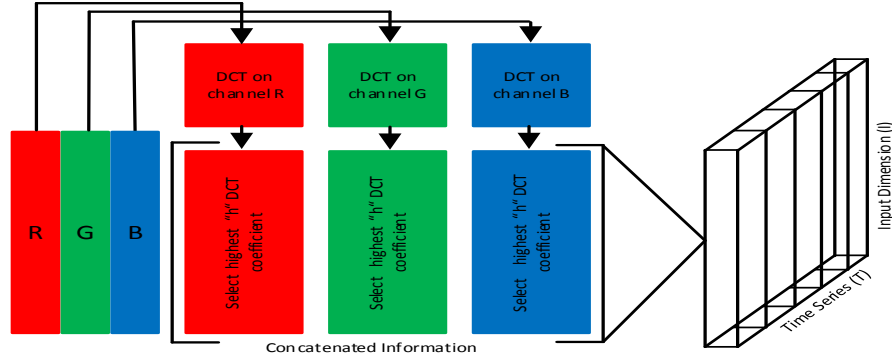 DCT on
channel R
DCT on
channel G
DCT on
channel B
R
G
B
Select highest "h" DCT
coefficient
Select highest "h" DCT
coefficient
Select highest "h" DCT
coefficient
Concatenated Information
Time Series (T)
Input Dimension (I)